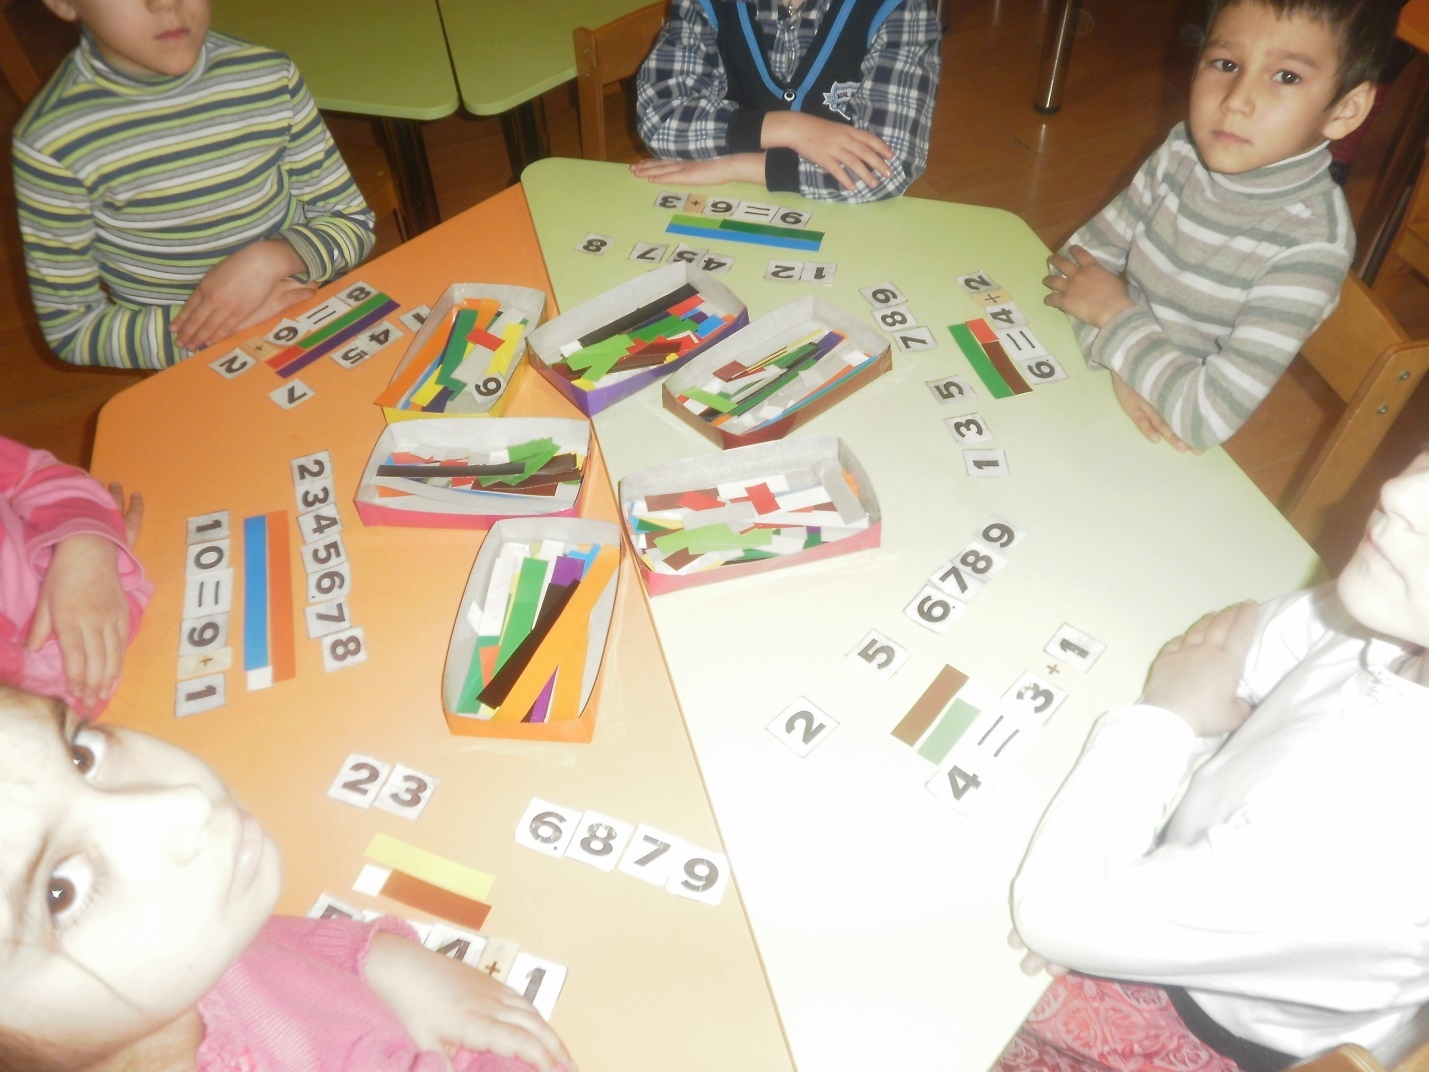 9 = 6 + 3
8
7 5 4
2 1
8 = 6 + 2
5 4
7
6
9 8 7
2 + 4 = 6
5
3
1
2 3 4 5 6 7 8
10 = 9 + 1
6 7 8 9
5
2
4 = 3 + 1
2 3
6 8 7 9
4 + 1